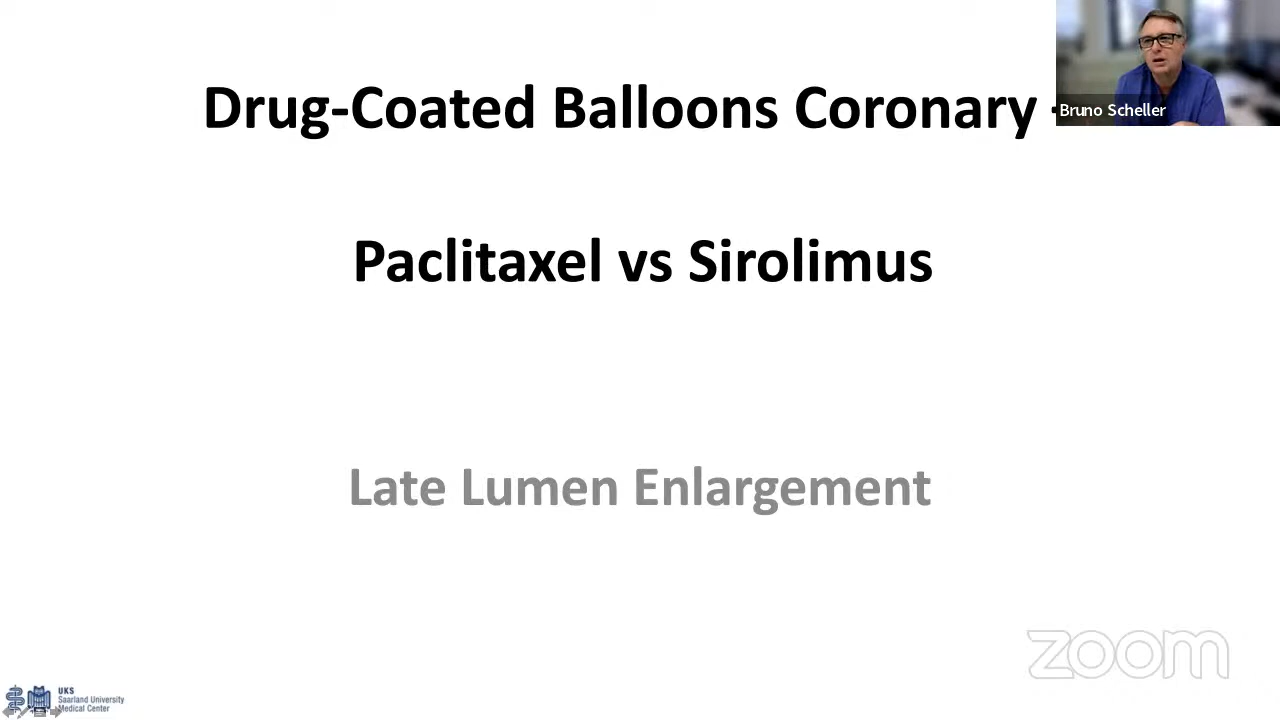 Drug-Coated Balloons Coronary -
Bruno Scheller
Paclitaxel vs Sirolimus
Late Lumen Enlargement
zoom
UKS
Saarland University
Medical Center